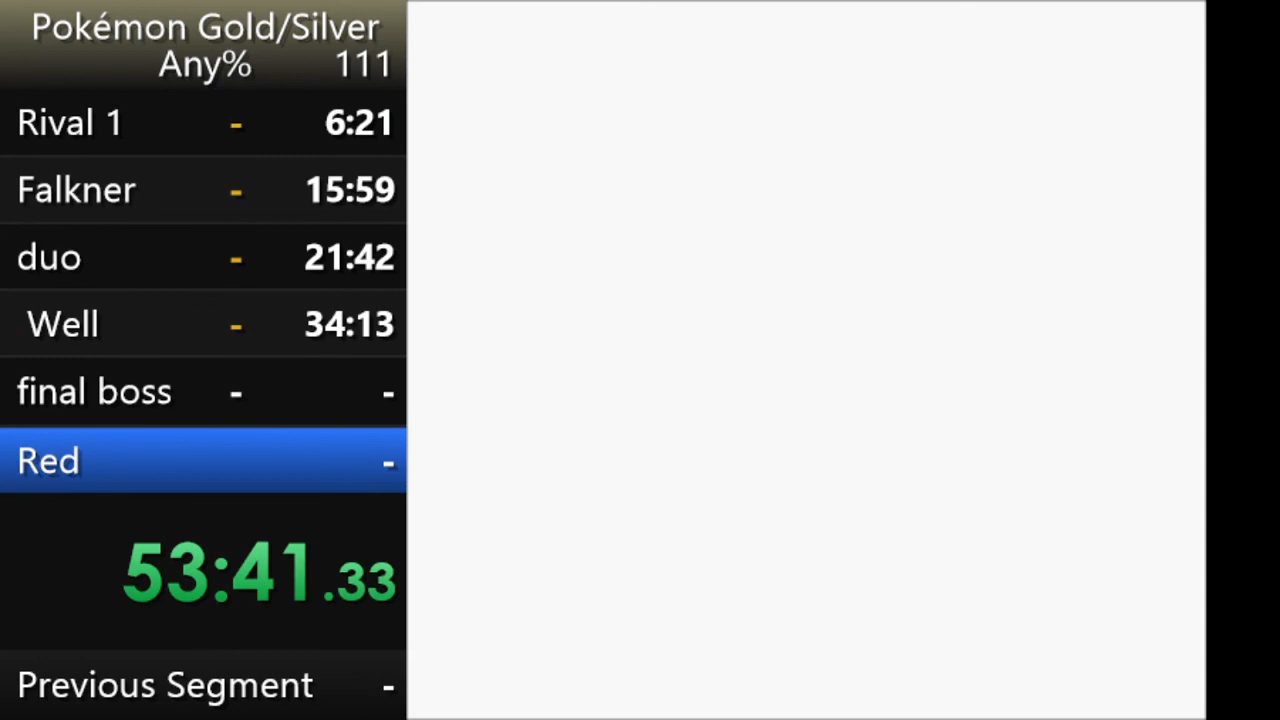 Pokémon Gold/Silver
Any% 111
Rival 1 - 6:21
Falkner - 15:59
duo - 21:42
Well - 34:13
final boss - -
Red -
53:41.33
Previous Segment -